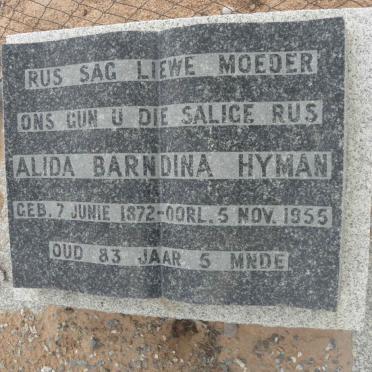 RUS SAG LIEWE MOEDER
ONS GUN U DIE SALIGE RUS
ALIDA BARNDINA HYMAN
GEB. 7 JUNIE 1872-OORL. 5 NOV. 1955
OUD 83 JAAR 5 MNDE